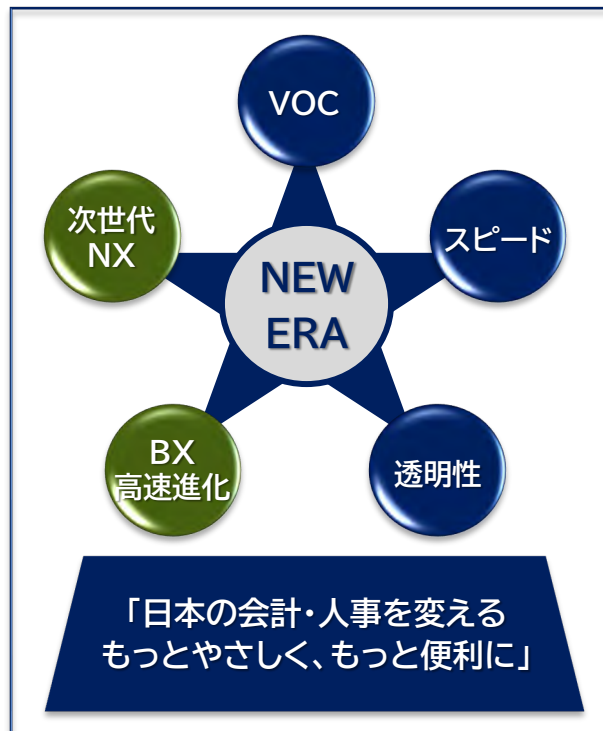 VOC
次世代
NX
スピード
NEW
ERA
BX
高速進化
透明性
「日本の会計・人事を変える
もっとやさしく、もっと便利に」